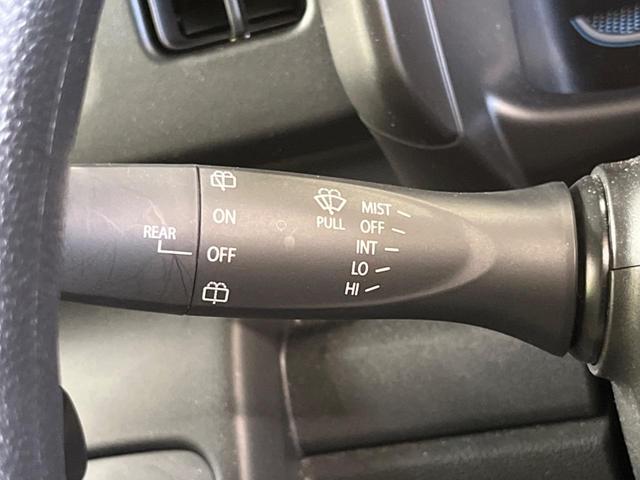 REAR
ON
OFF
PULL
MIST
OFF
INT
LO
HI